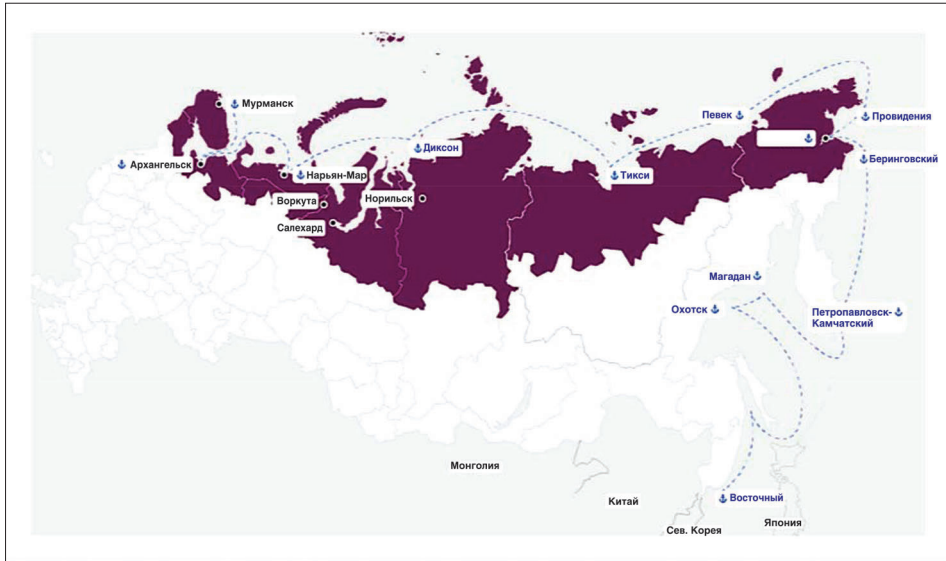 Мурманск
Архангельск
Нарьян-Мар
Воркута
Салехард
Норильск
Диксон
Тикси
Певек
Провидения
Беринговский
Магадан
Охотск
Петропавловск-
Камчатский
Монголия
Китай
Восточный
Сев. Корея
Япония